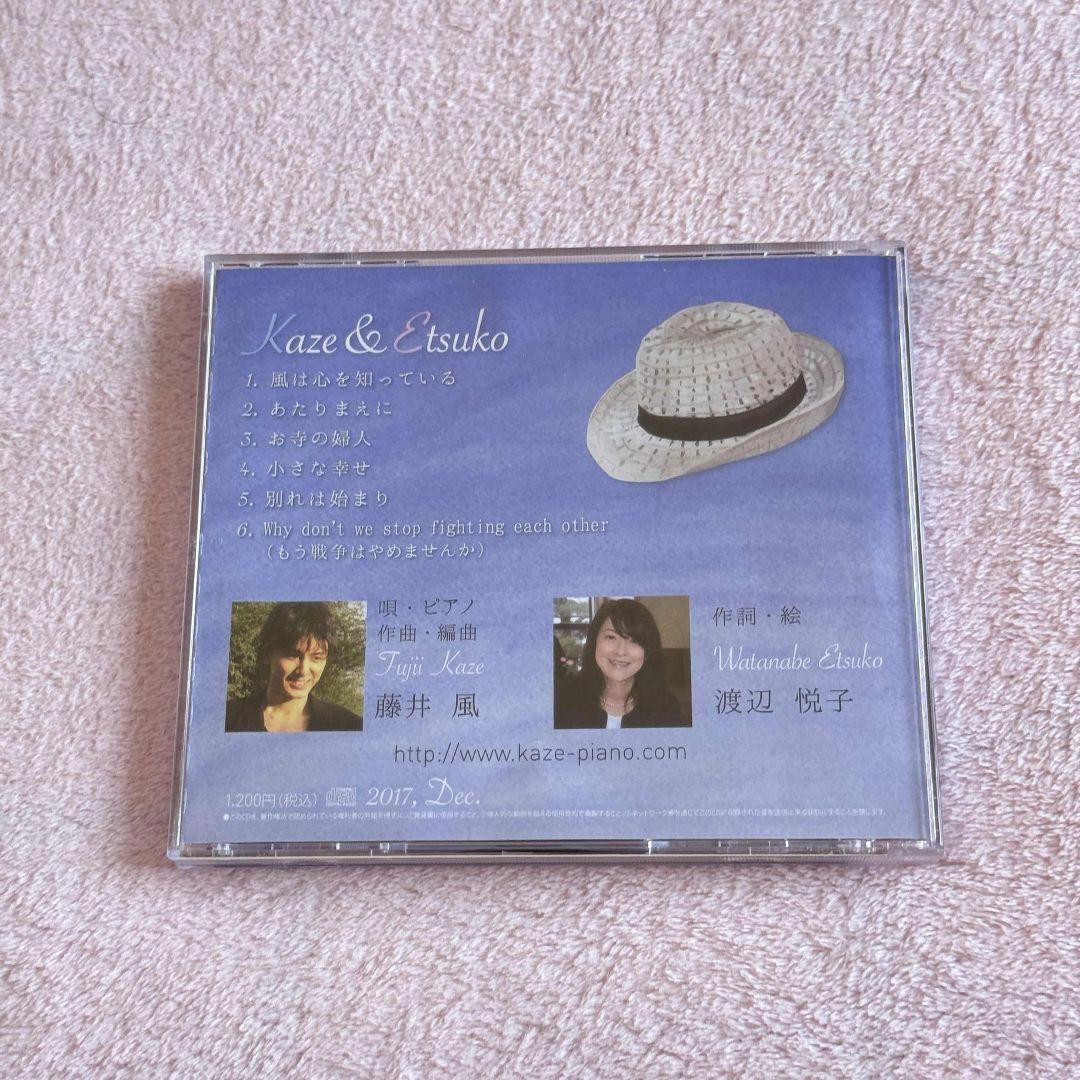 Kaze & Etsuko
1. 風は心を知っている
2. あたりまえに
3. お寺の婦人
4. 小さな幸せ
5. 別れは始まり
6. Why don't we stop fighting each other
(もう戦争はやめませんか)
唄・ピアノ
作曲・編曲
Fujii Kaze
藤井 風
作詞・絵
Watanabe Etsuko
渡辺 悦子
http://www.kaze-piano.com
1,200円(税込) 2017, Dec.